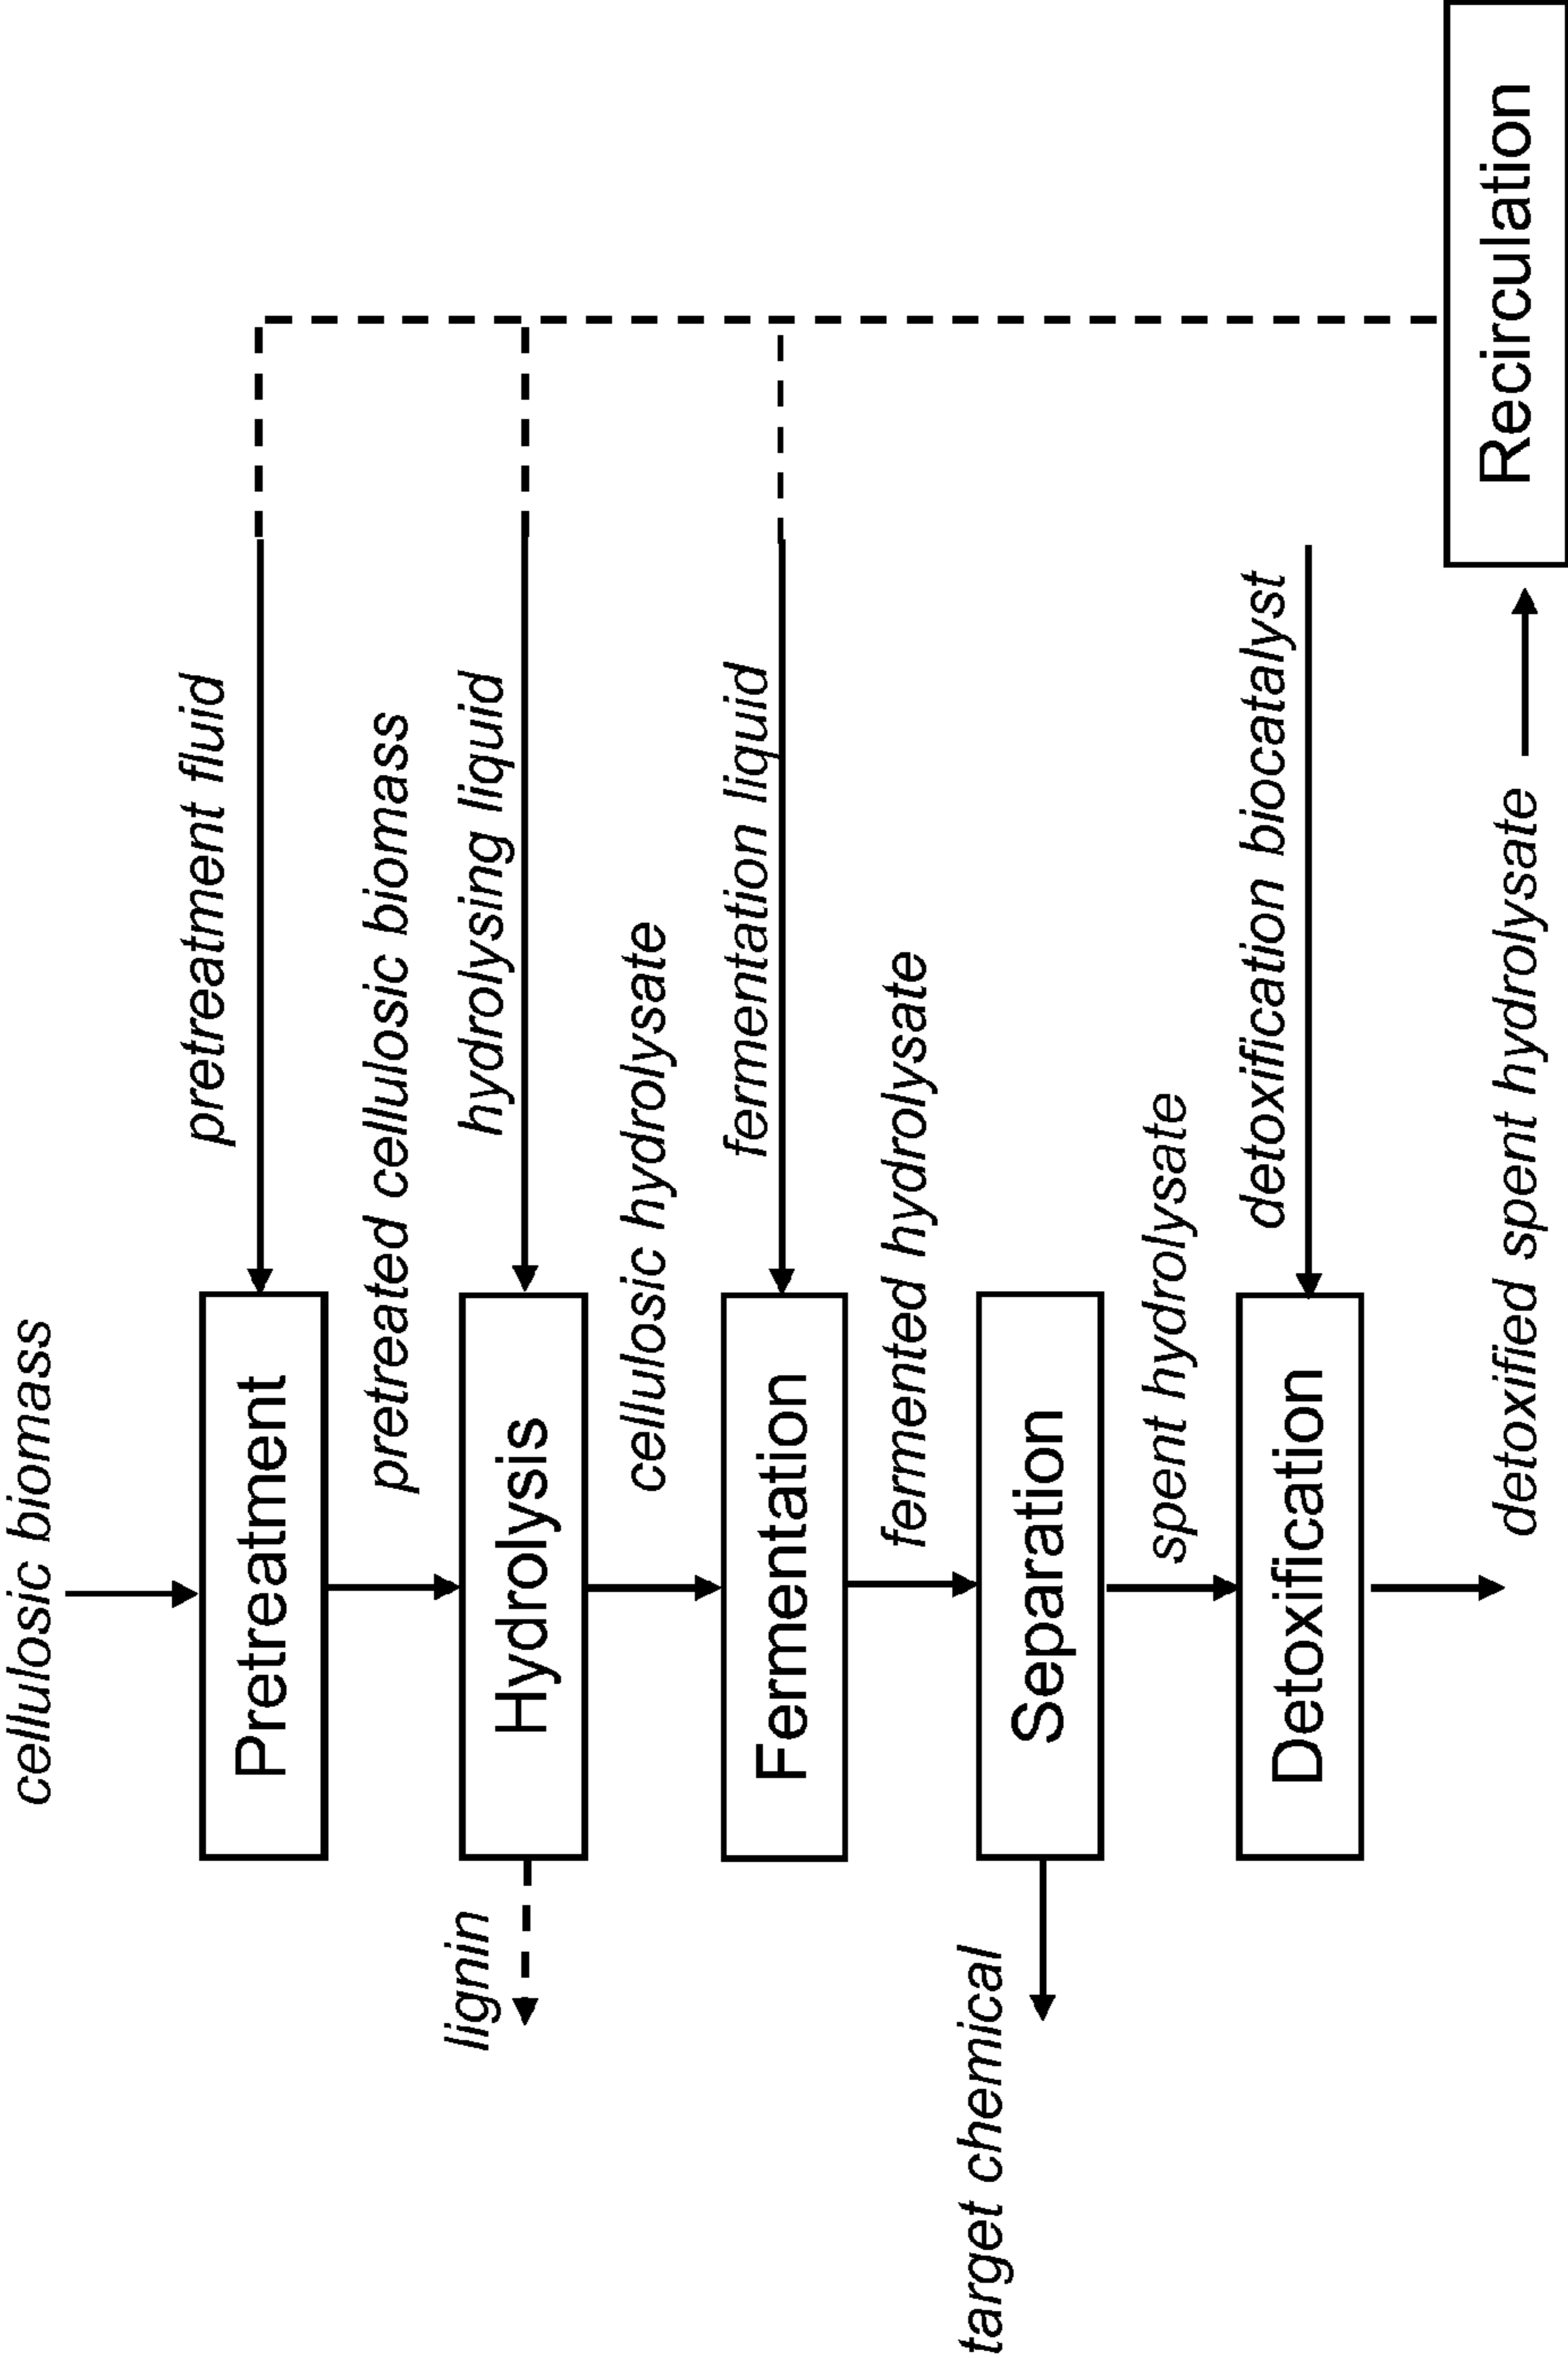 cellulosic biomass
pretreatment fluid
Pretreatment
pretreated cellulosic biomass
hydrolysing liquid
lignin
Hydrolysis
cellulosic hydrolysate
fermentation liquid
Fermentation
fermented hydrolysate
target chemical
Separation
spent hydrolysate
detoxification biocatalyst
Detoxification
detoxified spent hydrolysate
Recirculation